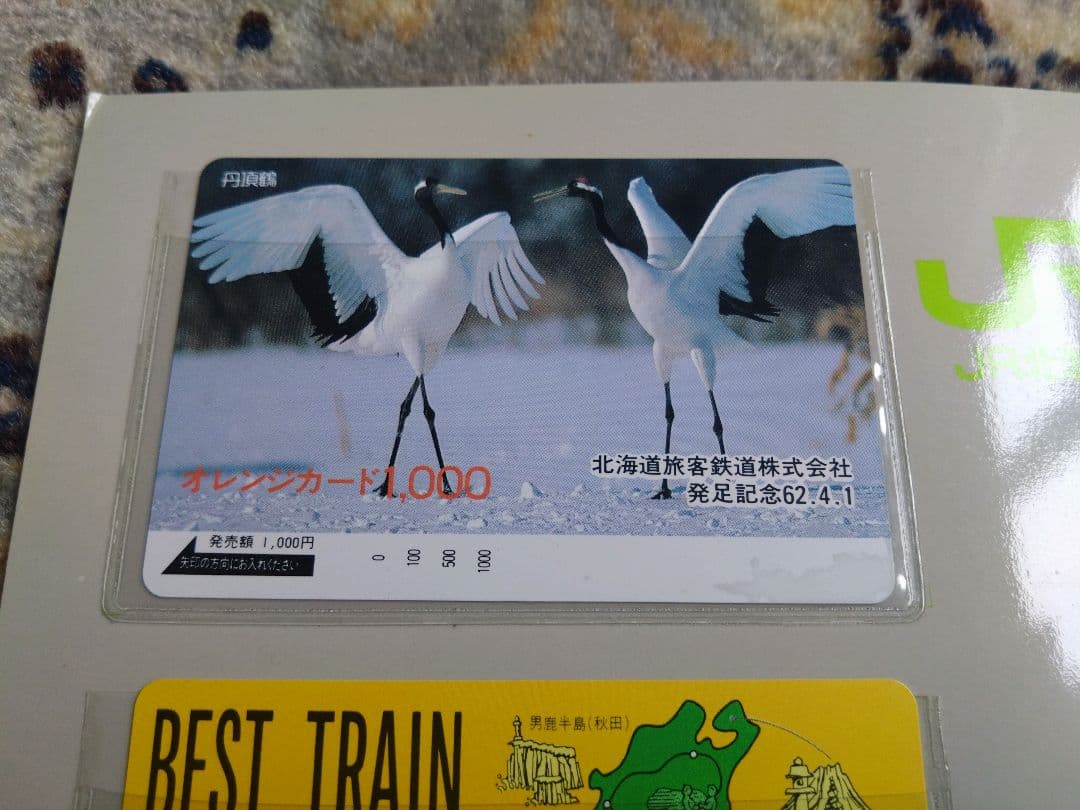 丹頂鶴
オレンジカード1,000
北海道旅客鉄道株式会社
発足記念62.4.1
発売額 1,000円
矢印の方向にお入れください
0 100 500 1000
BEST TRAIN
男鹿半島(秋田)